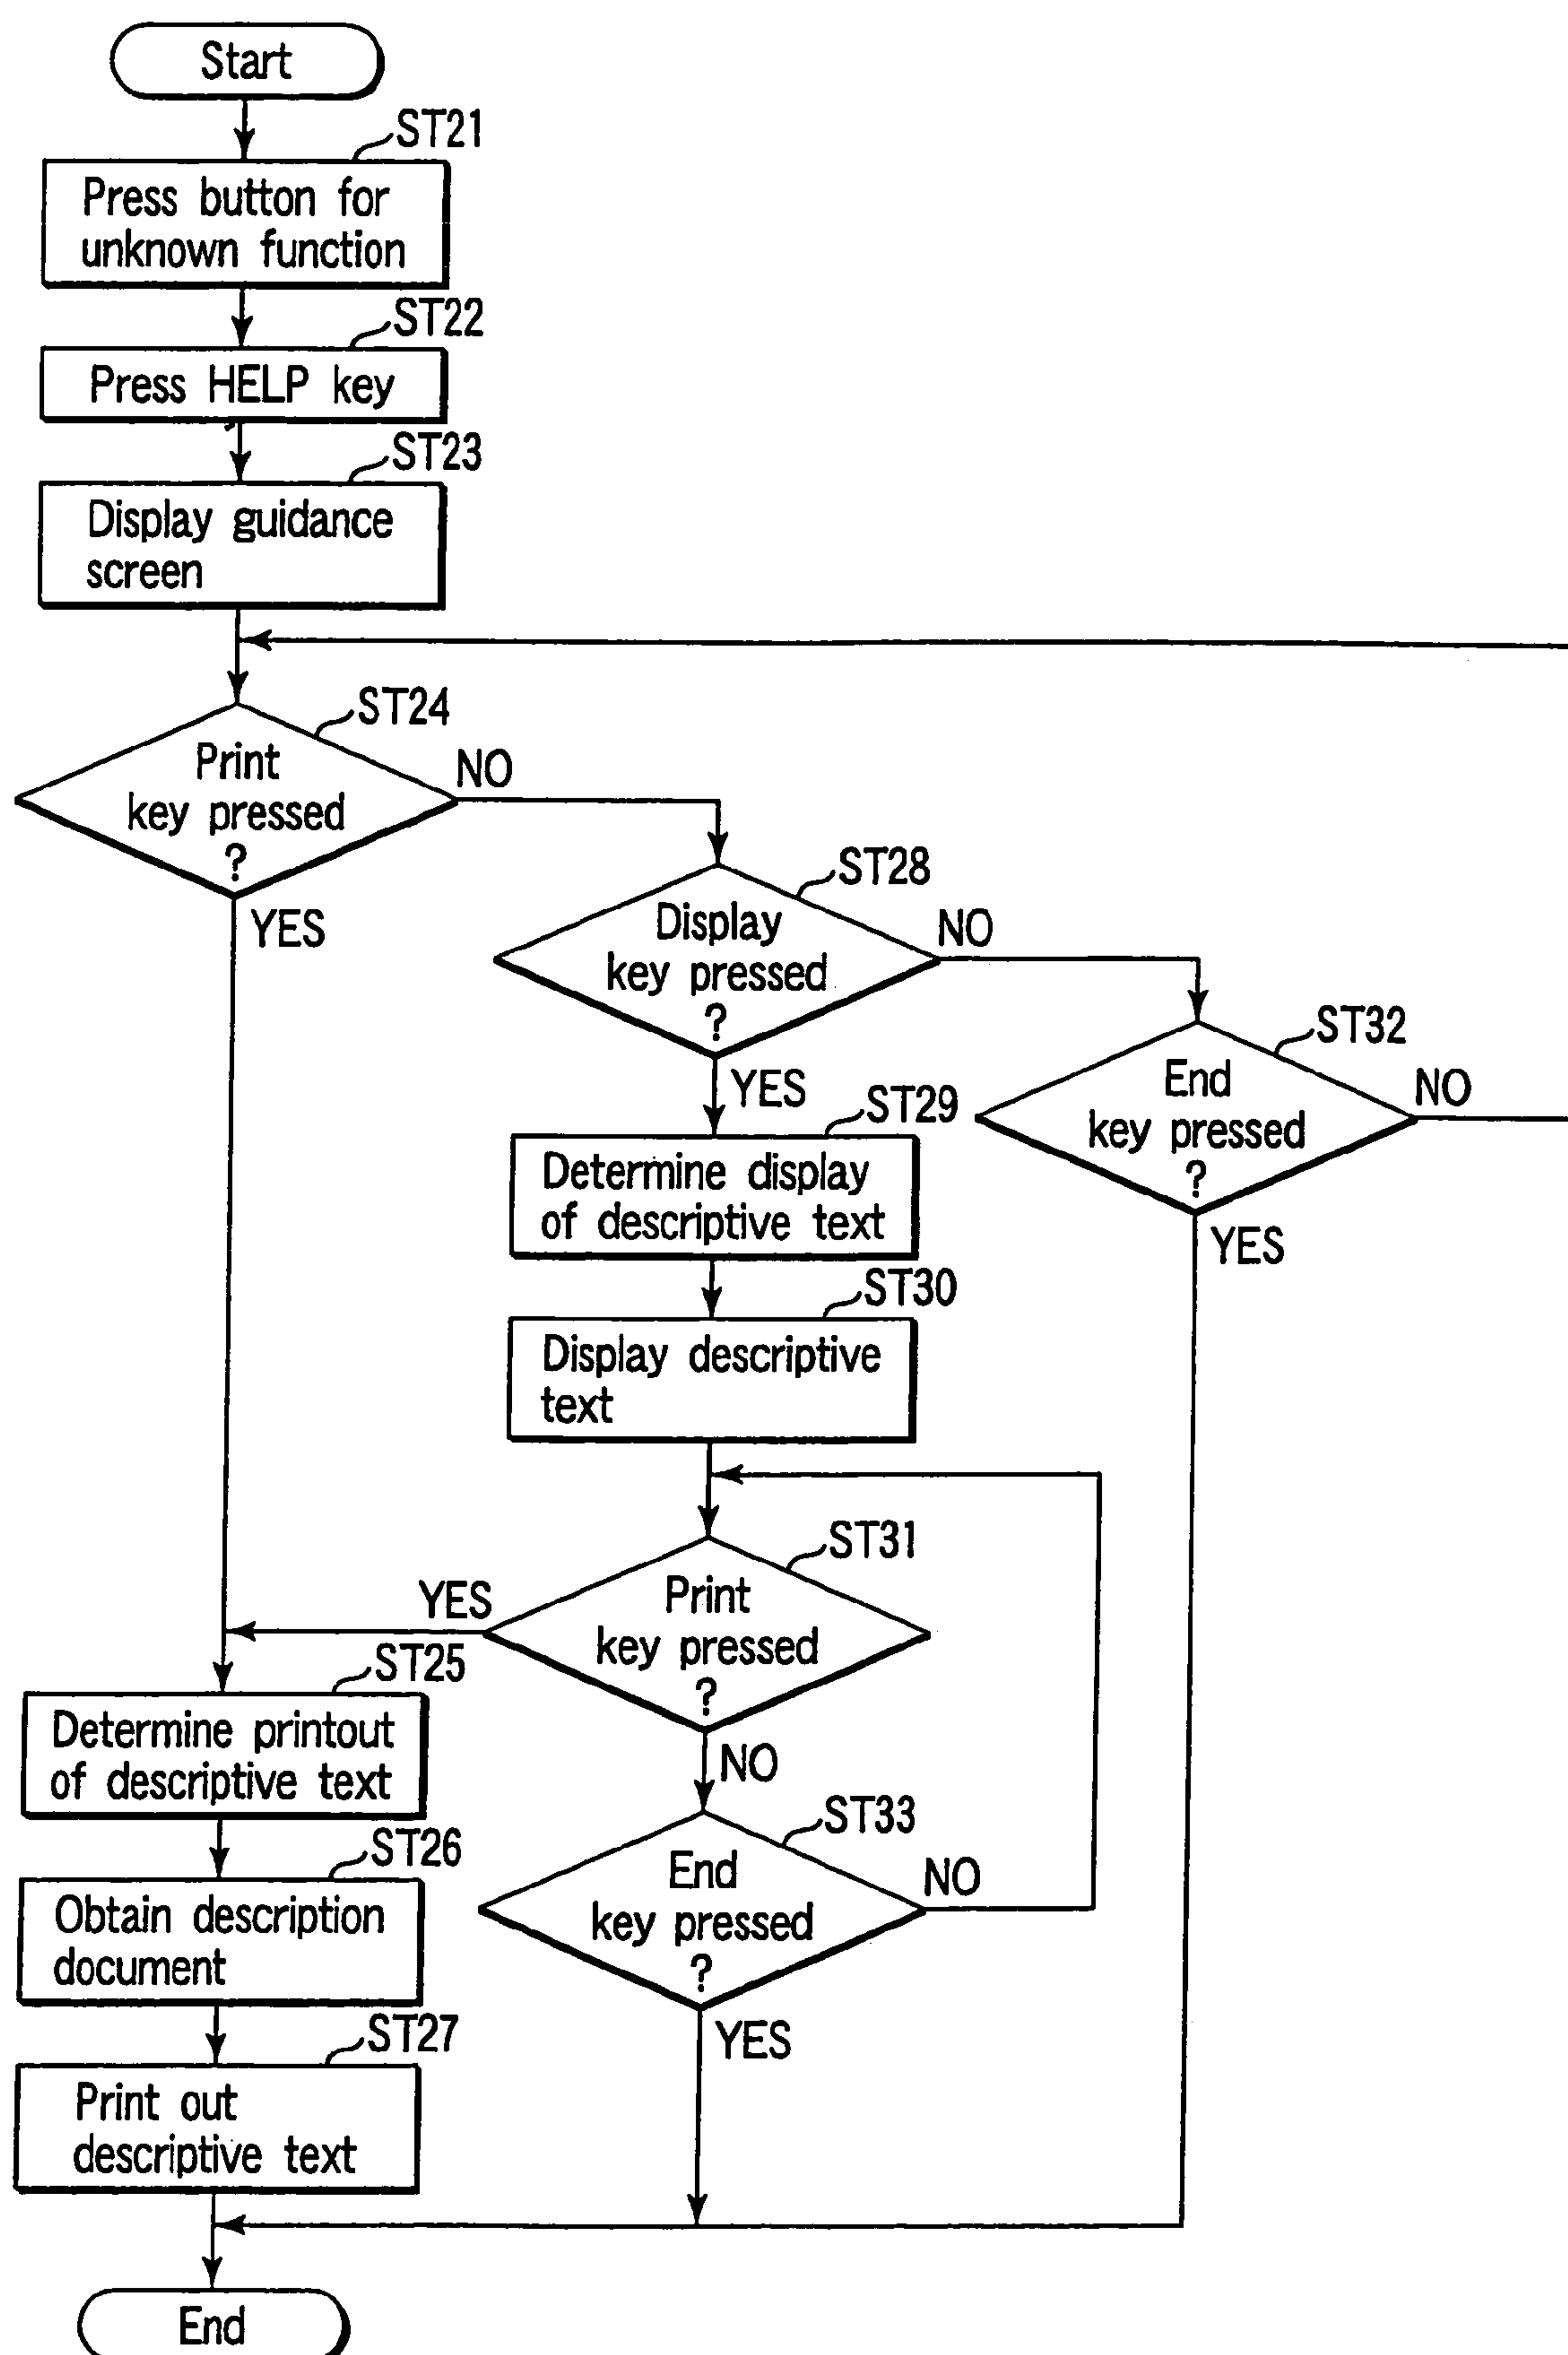 Start
ST21
Press button for
unknown function
ST22
Press HELP key
ST23
Display guidance
screen
ST24
Print
key pressed
?
NO
YES
ST28
Display
key pressed
?
NO
YES
ST32
End
key pressed
?
NO
YES
ST29
Determine display
of descriptive text
ST30
Display descriptive
text
ST31
Print
key pressed
?
YES
NO
ST25
Determine printout
of descriptive text
ST33
End
key pressed
?
NO
YES
ST26
Obtain description
document
ST27
Print out
descriptive text
End